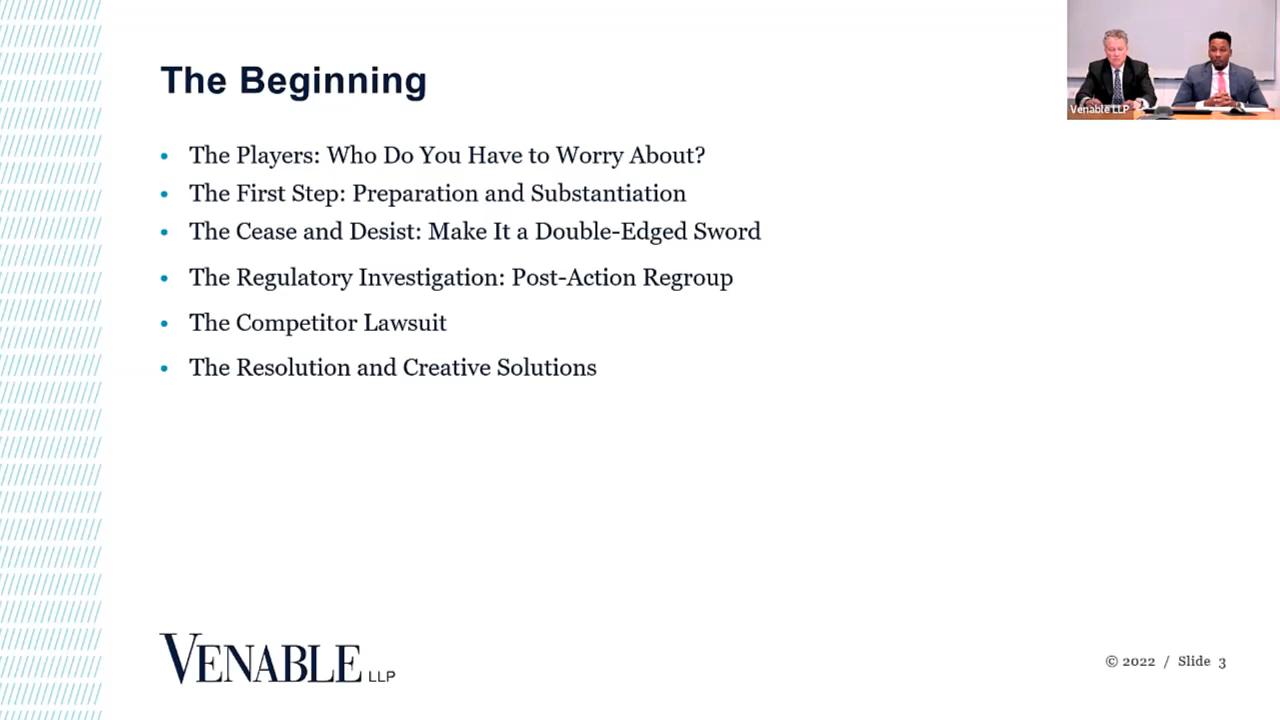 The Beginning
Venable LLP
• The Players: Who Do You Have to Worry About?
• The First Step: Preparation and Substantiation
• The Cease and Desist: Make It a Double-Edged Sword
• The Regulatory Investigation: Post-Action Regroup
• The Competitor Lawsuit
• The Resolution and Creative Solutions
VENABLE LLP
© 2022 / Slide 3